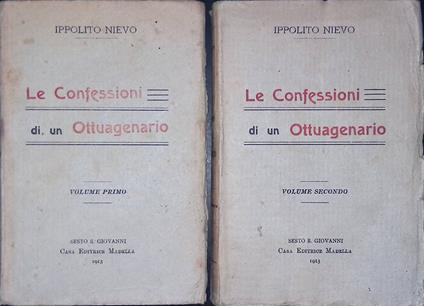 IPPOLITO NIEVO
Le Confessioni
di un Ottuagenario
VOLUME PRIMO
SESTO S. GIOVANNI
CASA EDITRICE MADELLA
1913
IPPOLITO NIEVO
Le Confessioni
di un Ottuagenario
VOLUME SECONDO
SESTO S. GIOVANNI
CASA EDITRICE MADELLA
1913